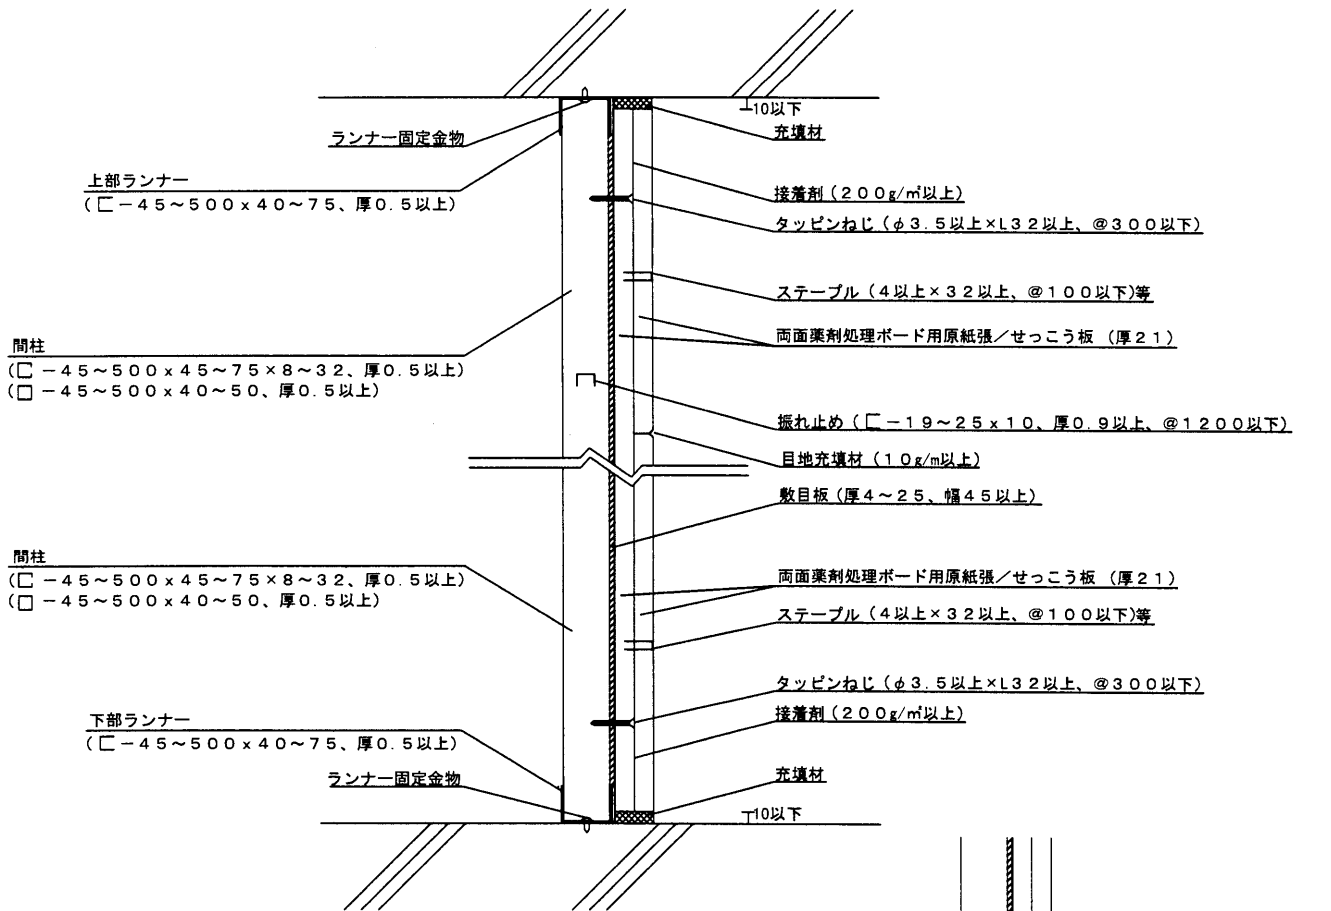 10以下
ランナー固定金物
充填材
上部ランナー
(⊏－４５～５００ｘ４０～７５、厚０．５以上)
接着剤（２００g/㎡以上）
タッピンねじ（φ３．５以上×Ｌ３２以上、＠３００以下）
ステープル（４以上×３２以上、＠１００以下）等
両面薬剤処理ボード用原紙張／せっこう板（厚２１）
間柱
(⊏－４５～５００ｘ４５～７５×８～３２、厚０．５以上)
(□－４５～５００ｘ４０～５０、厚０．５以上)
振れ止め（⊏－１９～２５ｘ１０、厚０．９以上、＠１２００以下）
目地充填材（１０g/m以上）
敷目板（厚４～２５、幅４５以上）
間柱
(⊏－４５～５００ｘ４５～７５×８～３２、厚０．５以上)
(□－４５～５００ｘ４０～５０、厚０．５以上)
両面薬剤処理ボード用原紙張／せっこう板（厚２１）
ステープル（４以上×３２以上、＠１００以下）等
タッピンねじ（φ３．５以上×Ｌ３２以上、＠３００以下）
接着剤（２００g/㎡以上）
下部ランナー
(⊏－４５～５００ｘ４０～７５、厚０．５以上)
ランナー固定金物
充填材
10以下